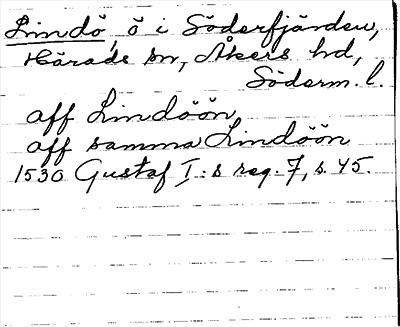 Lindö, ö i Söderfjärden,
Härads sn, Åkers hd,
Söderm. l.
aff Lindöön,
aff samma Lindöön
1530 Gustaf I:s reg. 7, s. 45.